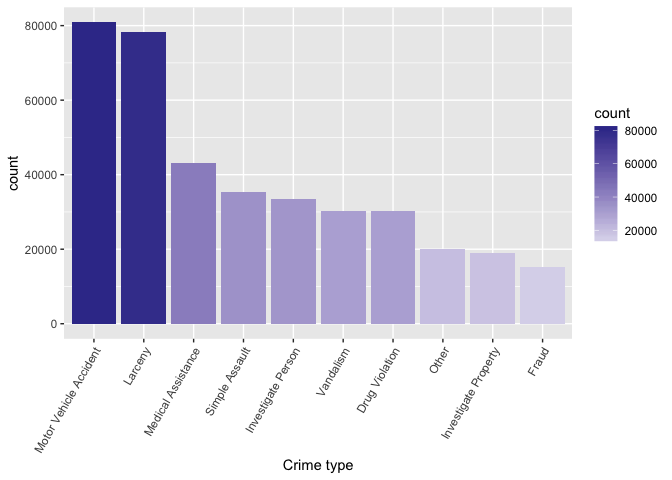 80000
60000
40000
20000
0
count
Motor Vehicle Accident
Larceny
Medical Assistance
Simple Assault
Investigate Person
Vandalism
Drug Violation
Other
Investigate Property
Fraud
Crime type
count
80000
60000
40000
20000